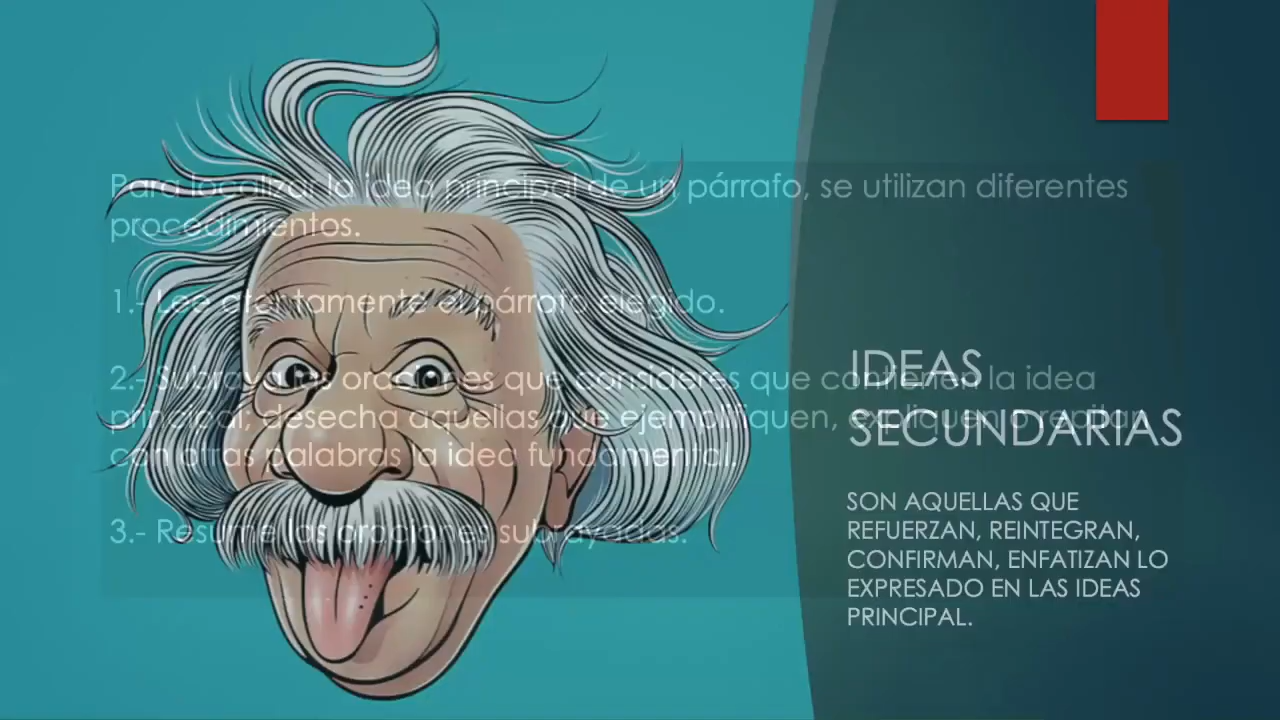 Para localizar la idea principal de un párrafo, se utilizan diferentes
procedimientos.
1.- Lee atentamente el párrafo elegido.
2.- Subraya las oraciones que consideres que contienen la idea
principal, desecha aquellas que ejemplifiquen, expliquen o repitan
con otras palabras la idea fundamental.
3.- Resume las oraciones subrayadas.
IDEAS
SECUNDARIAS
SON AQUELLAS QUE
REFUERZAN, REINTEGRAN,
CONFIRMAN, ENFATIZAN LO
EXPRESADO EN LAS IDEAS
PRINCIPAL.